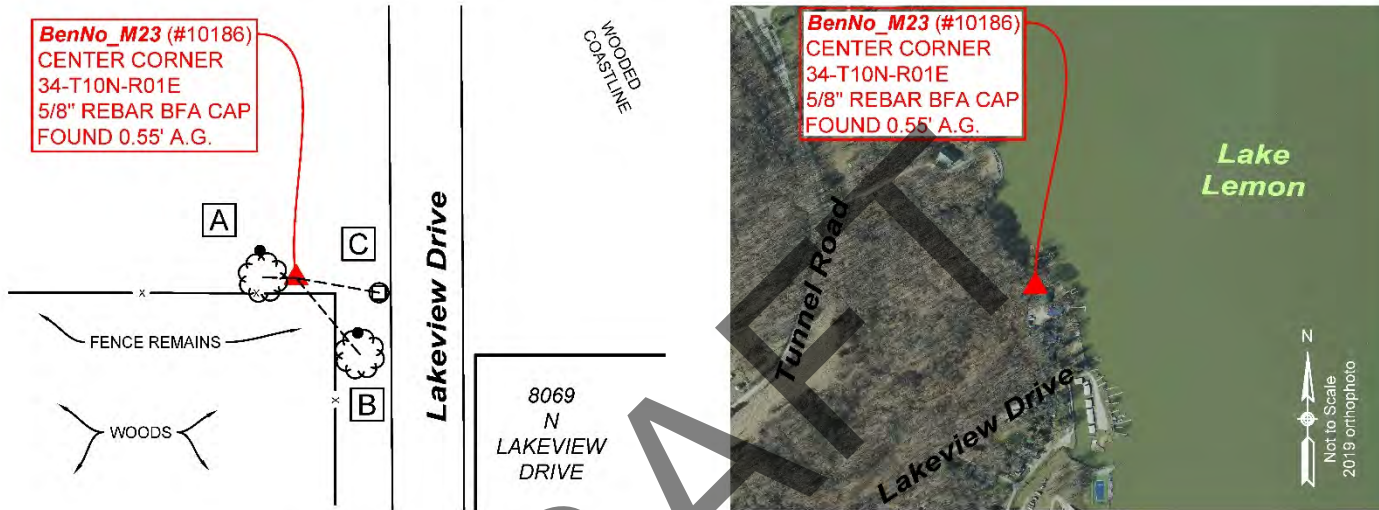 BenNo_M23 (#10186)
CENTER CORNER
34-T10N-R01E
5/8" REBAR BFA CAP
FOUND 0.55' A.G.
WOODED
COASTLINE
A
C
B
x
x
x
FENCE REMAINS
WOODS
Lakeview Drive
8069
N
LAKEVIEW
DRIVE
BenNo_M23 (#10186)
CENTER CORNER
34-T10N-R01E
5/8" REBAR BFA CAP
FOUND 0.55' A.G.
Lake
Lemon
Tunnel Road
Lakeview Drive
N
Not to Scale
2019 orthophoto